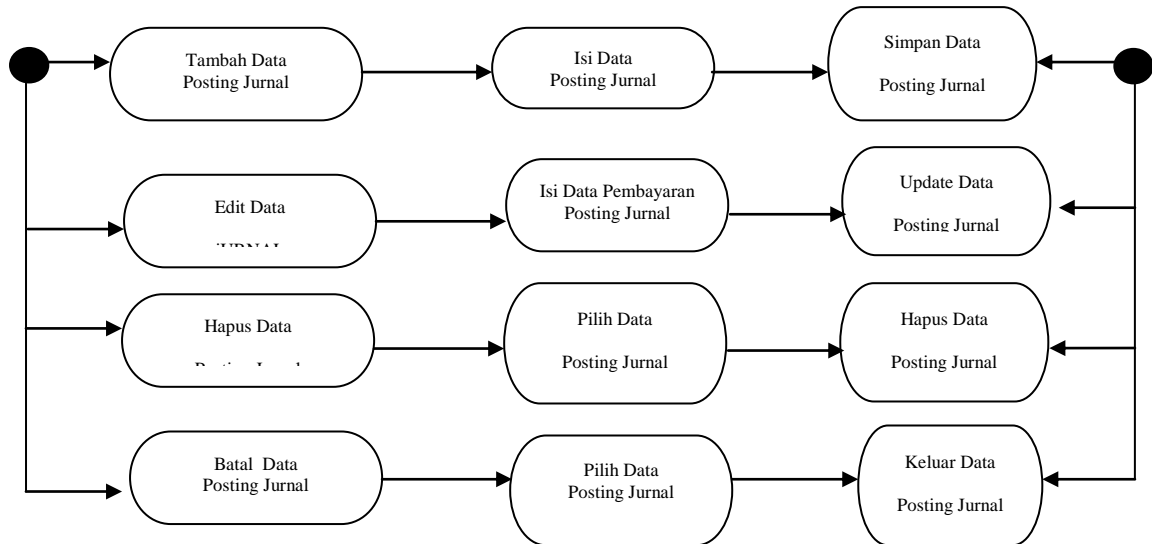 Tambah Data
Posting Jurnal
Isi Data
Posting Jurnal
Simpan Data
Posting Jurnal
Edit Data
Isi Data Pembayaran
Posting Jurnal
Update Data
Posting Jurnal
Hapus Data
Pilih Data
Posting Jurnal
Hapus Data
Posting Jurnal
Batal Data
Posting Jurnal
Pilih Data
Posting Jurnal
Keluar Data
Posting Jurnal